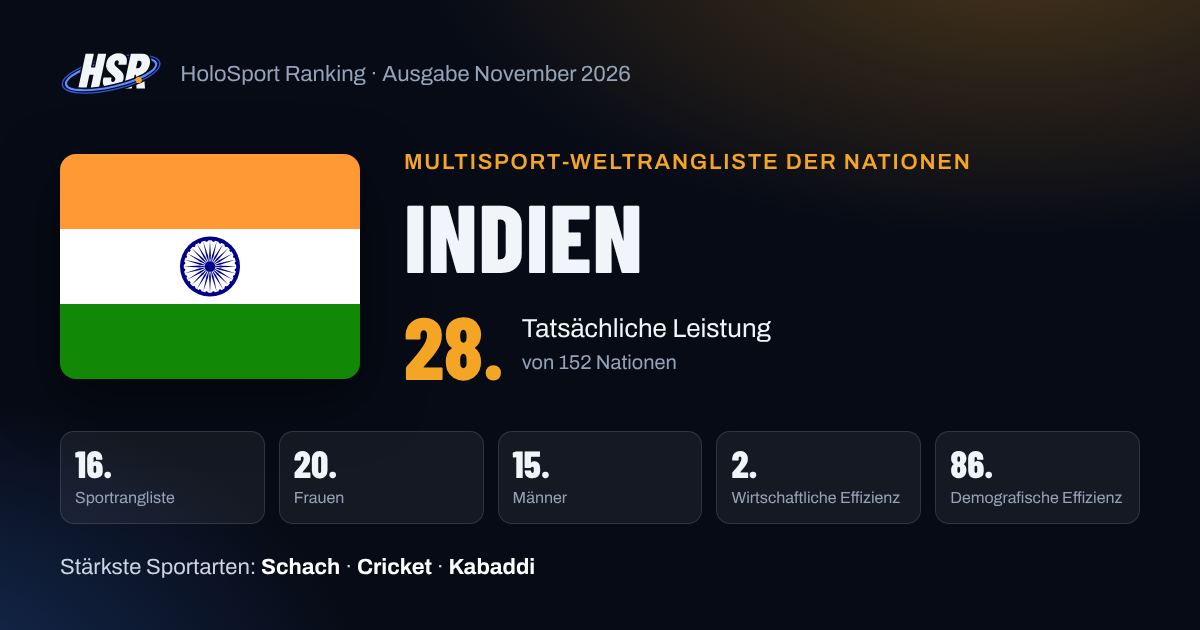 HSR
HoloSport Ranking · Ausgabe November 2026
MULTISPORT-WELTRANGLISTE DER NATIONEN
INDIEN
28.
Tatsächliche Leistung
von 152 Nationen
16.
Sportrangliste
20.
Frauen
15.
Männer
2.
Wirtschaftliche Effizienz
86.
Demografische Effizienz
Stärkste Sportarten: Schach · Cricket · Kabaddi